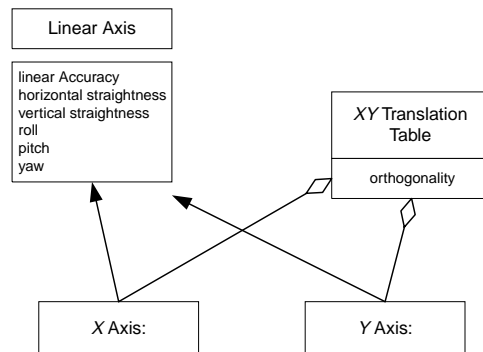 Linear Axis
linear Accuracy
horizontal straightness
vertical straightness
roll
pitch
yaw
XY Translation
Table
orthogonality
X Axis:
Y Axis: